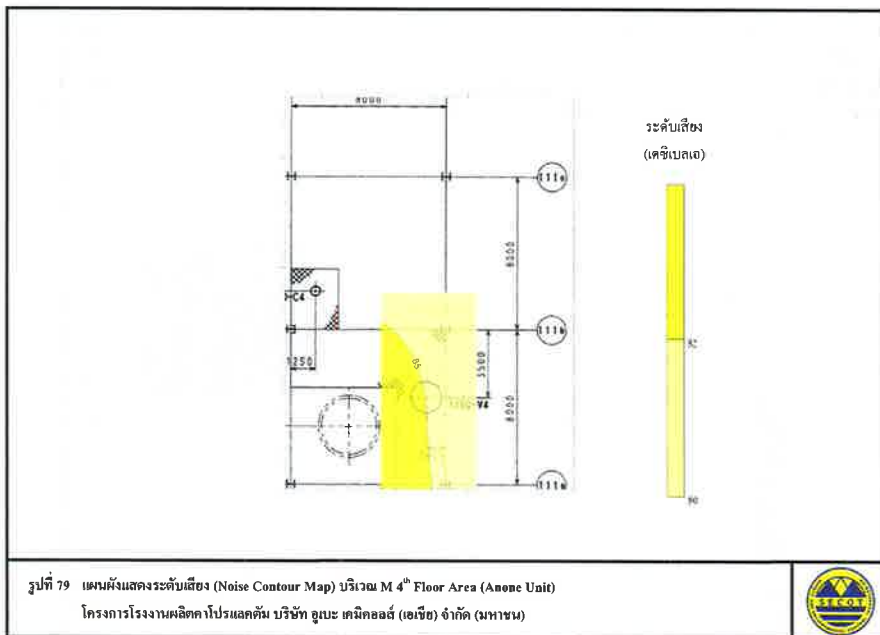 8000
ระดับเสียง
(เดซิเบลเอ)
111a
8000
-C4
111b
1250
85
5500
V4
8000
111a
รูปที่ 79 แผนผังแสดงระดับเสียง (Noise Contour Map) บริเวณ M 4th Floor Area (Anone Unit)
โครงการโรงงานผลิตคาโปรแลคตัม บริษัท อูเบะ เคมิคอลส์ (เอเชีย) จำกัด (มหาชน)
SECOT